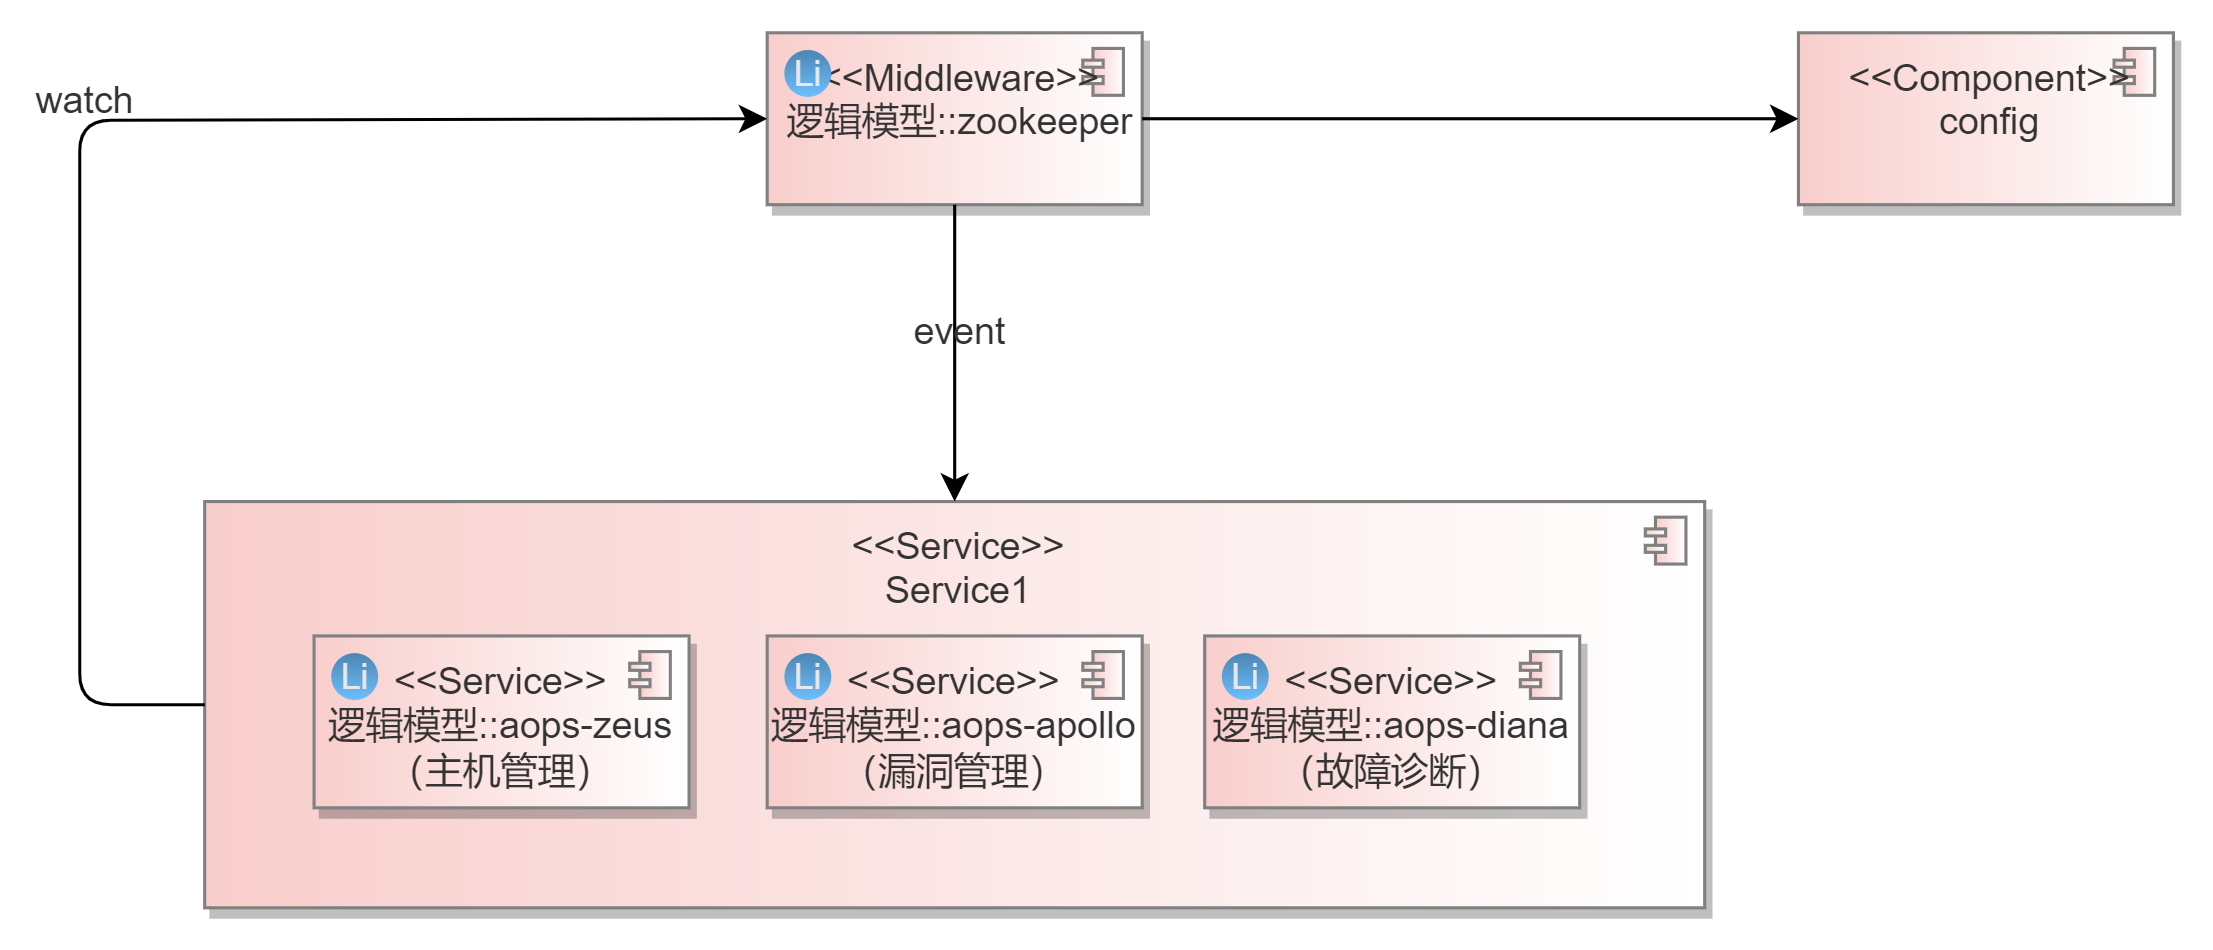 watch
Li
<<Middleware>>
逻辑模型::zookeeper
<<Component>>
config
event
<<Service>>
Service1
Li
<<Service>>
逻辑模型::aops-zeus
（主机管理）
Li
<<Service>>
逻辑模型::aops-apollo
（漏洞管理）
Li
<<Service>>
逻辑模型::aops-diana
（故障诊断）